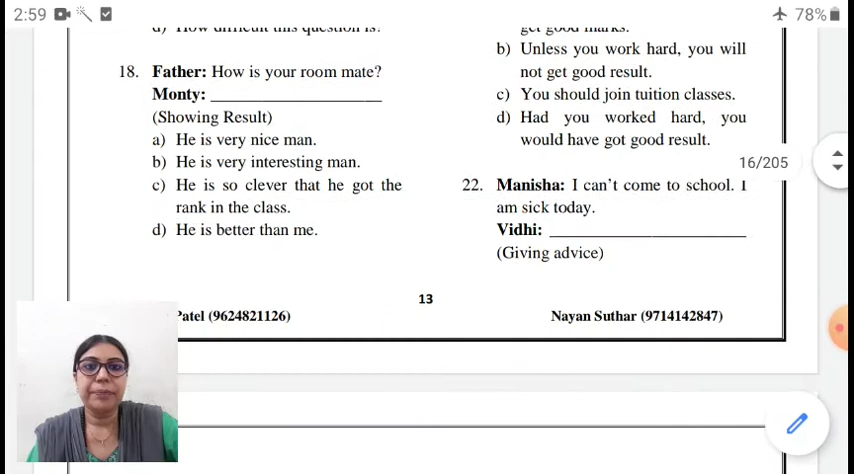 2:59
78%
18. Father: How is your room mate?
Monty: ____________________
(Showing Result)
a) He is very nice man.
b) He is very interesting man.
c) He is so clever that he got the
rank in the class.
d) He is better than me.
b) Unless you work hard, you will
not get good result.
c) You should join tuition classes.
d) Had you worked hard, you
would have got good result.
16/205
22. Manisha: I can't come to school. I
am sick today.
Vidhi: ____________________
(Giving advice)
13
Patel (9624821126)
Nayan Suthar (9714142847)